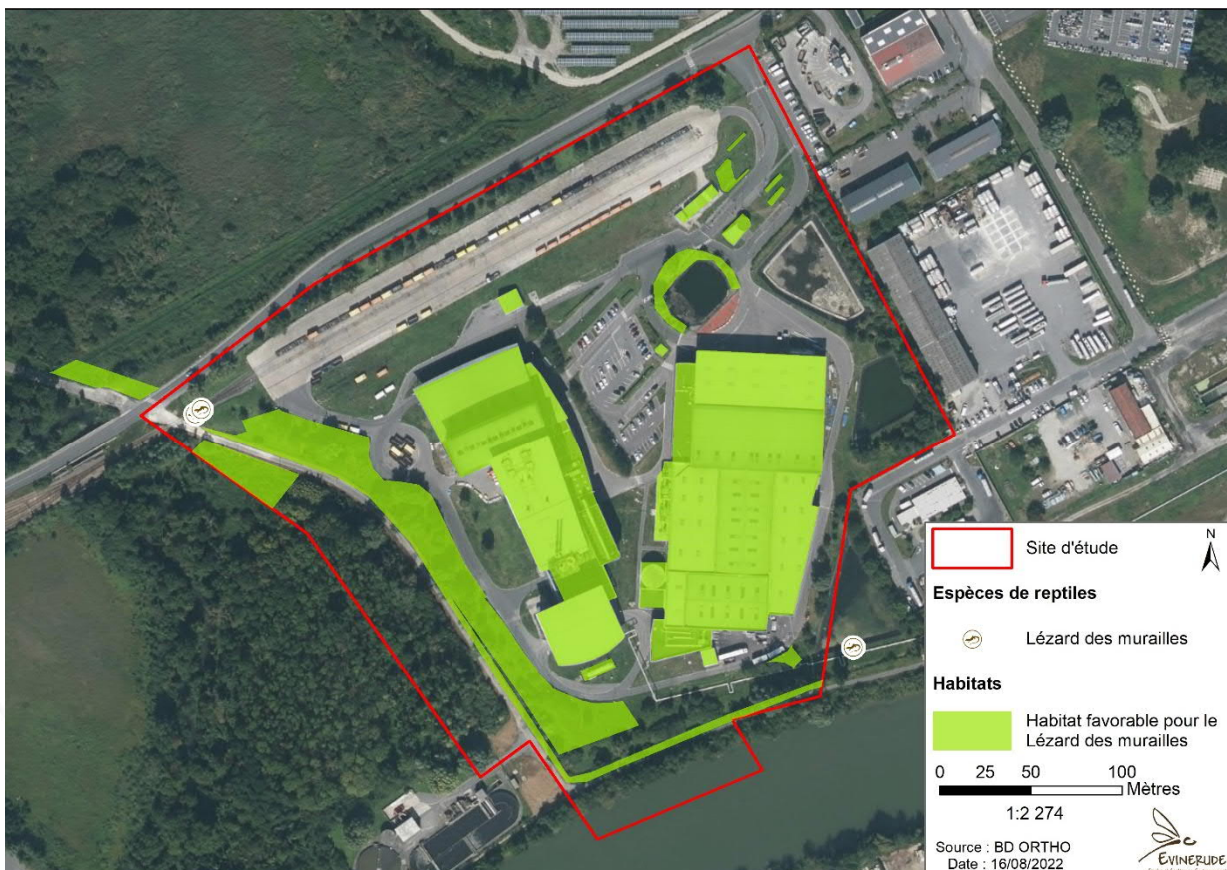 Site d'étude
N
Espèces de reptiles
Lézard des murailles
Habitats
Habitat favorable pour le
Lézard des murailles
0 25 50 100
Mètres
1:2 274
Source : BD ORTHO
Date : 16/08/2022
EVINERUDE